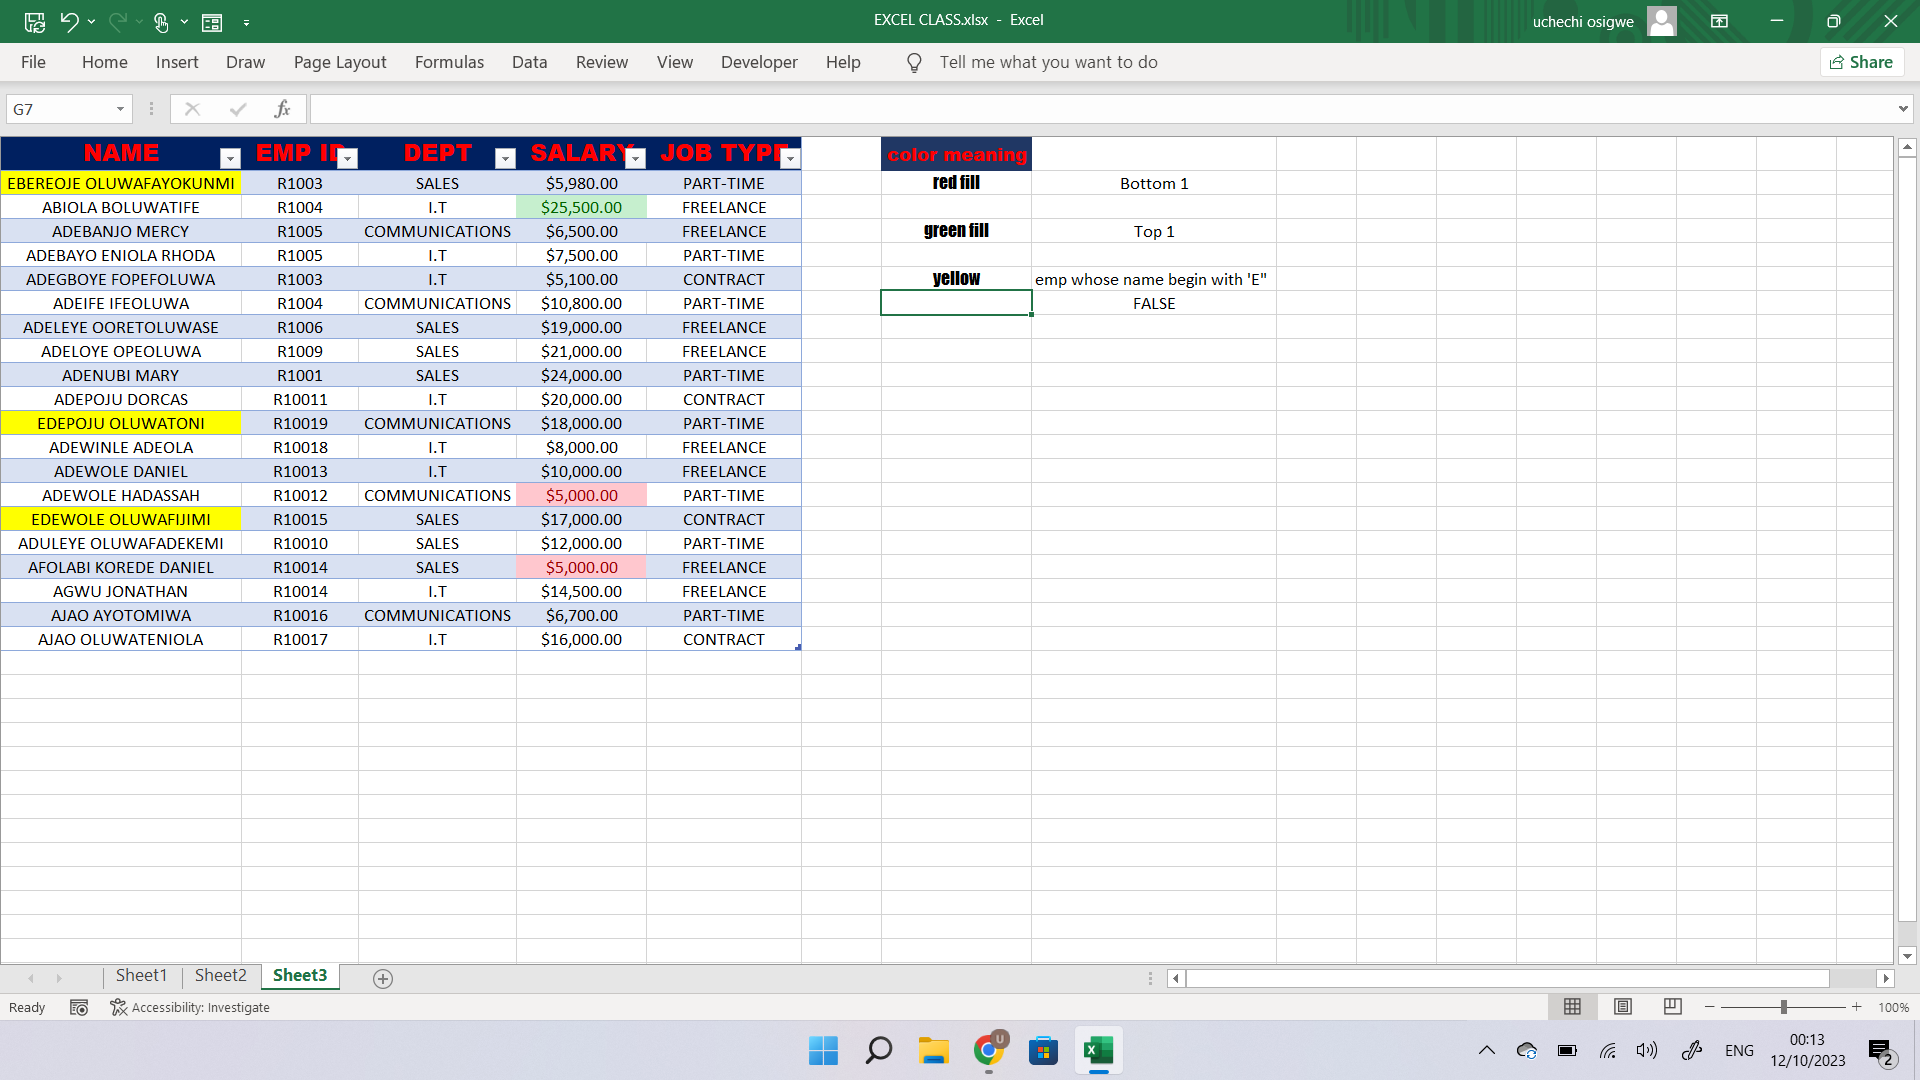 EXCEL CLASS.xlsx - Excel
uchechi osigwe
File Home Insert Draw Page Layout Formulas Data Review View Developer Help Tell me what you want to do Share
G7 fx
NAME EMP ID DEPT SALARY JOB TYPE color meaning
EBEREOJE OLUWAFAYOKUNMI R1003 SALES $5,980.00 PART-TIME red fill Bottom 1
ABIOLA BOLUWATIFE R1004 I.T $25,500.00 FREELANCE
ADEBANJO MERCY R1005 COMMUNICATIONS $6,500.00 FREELANCE green fill Top 1
ADEBAYO ENIOLA RHODA R1005 I.T $7,500.00 PART-TIME
ADEGBOYE FOPEFOLUWA R1003 I.T $5,100.00 CONTRACT yellow emp whose name begin with 'E"
ADEIFE IFEOLUWA R1004 COMMUNICATIONS $10,800.00 PART-TIME FALSE
ADELEYE OORETOLUWASE R1006 SALES $19,000.00 FREELANCE
ADELOYE OPEOLUWA R1009 SALES $21,000.00 FREELANCE
ADENUBI MARY R1001 SALES $24,000.00 PART-TIME
ADEPOJU DORCAS R10011 I.T $20,000.00 CONTRACT
EDEPOJU OLUWATONI R10019 COMMUNICATIONS $18,000.00 PART-TIME
ADEWINLE ADEOLA R10018 I.T $8,000.00 FREELANCE
ADEWOLE DANIEL R10013 I.T $10,000.00 FREELANCE
ADEWOLE HADASSAH R10012 COMMUNICATIONS $5,000.00 PART-TIME
EDEWOLE OLUWAFIJIMI R10015 SALES $17,000.00 CONTRACT
ADULEYE OLUWAFADEKEMI R10010 SALES $12,000.00 PART-TIME
AFOLABI KOREDE DANIEL R10014 SALES $5,000.00 FREELANCE
AGWU JONATHAN R10014 I.T $14,500.00 FREELANCE
AJAO AYOTOMIWA R10016 COMMUNICATIONS $6,700.00 PART-TIME
AJAO OLUWATENIOLA R10017 I.T $16,000.00 CONTRACT
Sheet1 Sheet2 Sheet3
Ready Accessibility: Investigate 100%
U
X
ENG
00:13
12/10/2023
2